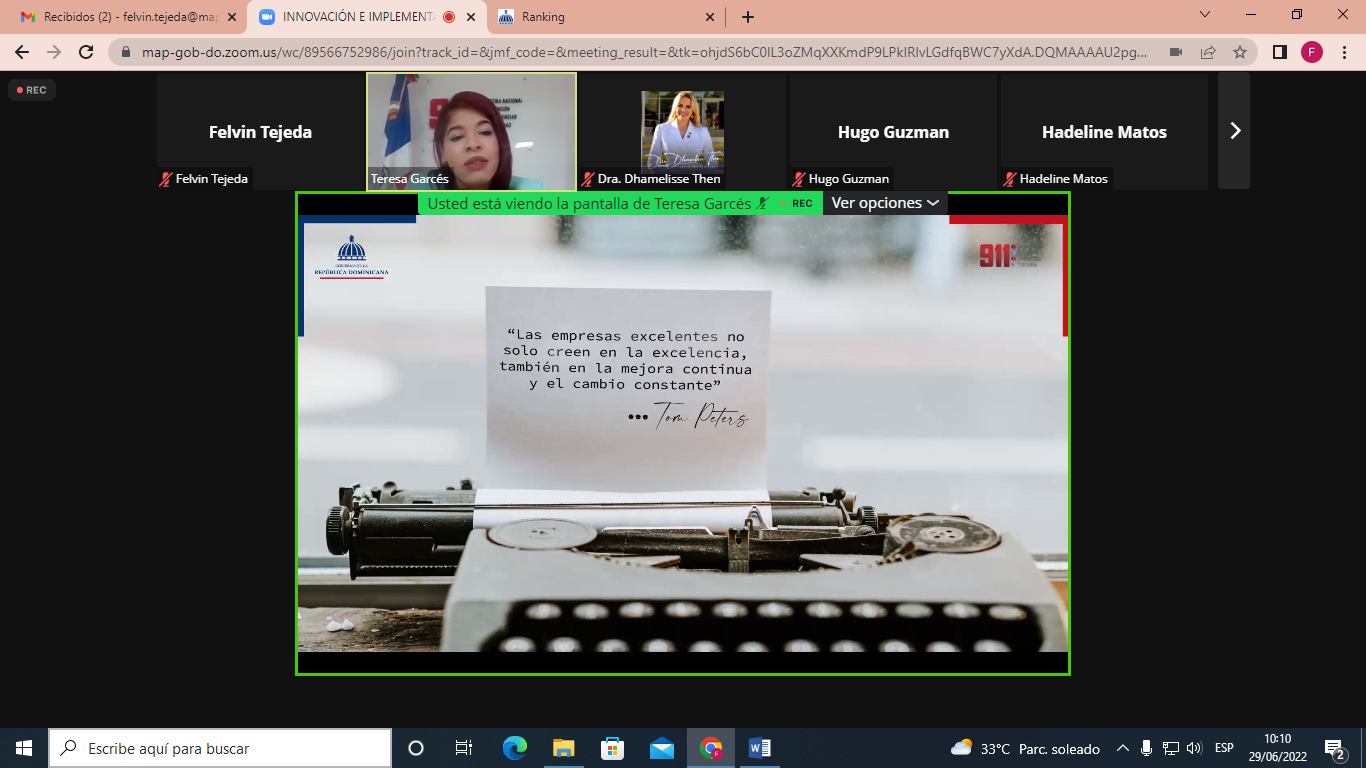 Recibidos (2) - felvin.tejeda@ma
INNOVACIÓN E IMPLEMENT
Ranking
map-gob-do.zoom.us/wc/89566752986/join?track_id=&jmf_code=&meeting_result=&tk=ohjdS6bC0IL3oZMqXXKmdP9LPkIRlvLGdfqBWC7yXdA.DQMAAAAU2pg...
F
REC
Felvin Tejeda
Hugo Guzman
Hadeline Matos
Felvin Tejeda
Teresa Garcés
Dra. Dhamelisse Then
Hugo Guzman
Hadeline Matos
Usted está viendo la pantalla de Teresa Garcés
REC
Ver opciones
GOBIERNO DE LA
REPÚBLICA DOMINICANA
911
“Las empresas excelentes no
solo creen en la excelencia,
también en la mejora continua
y el cambio constante”
••• Tom Peters
Escribe aquí para buscar
33°C Parc. soleado
ESP
10:10
29/06/2022
2